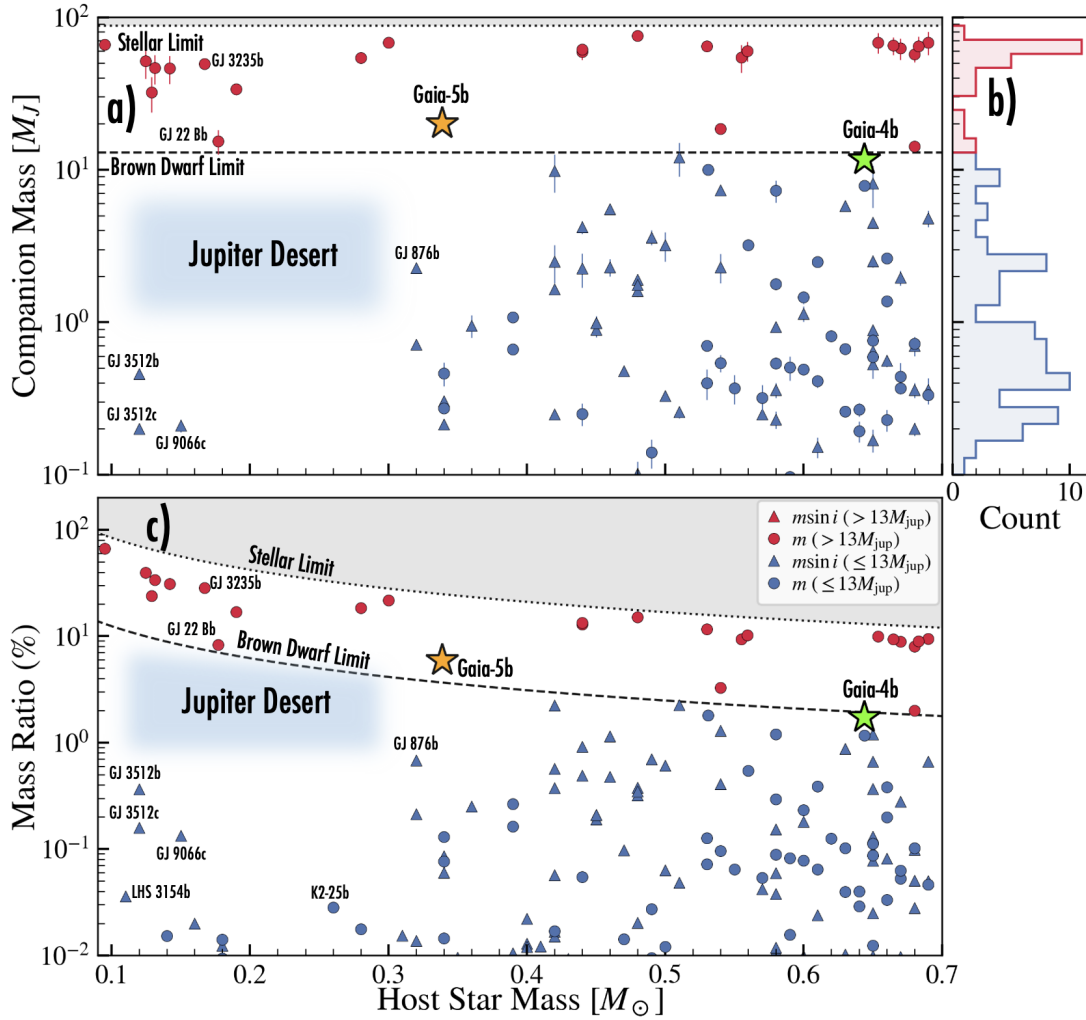 10²
10¹
10⁰
10⁻¹
Companion Mass [M_J]
Stellar Limit
GJ 3235b
a)
Gaia-5b
GJ 22 Bb
Gaia-4b
Brown Dwarf Limit
Jupiter Desert
GJ 876b
GJ 3512b
GJ 3512c
GJ 9066c
b)
0
10
Count
10²
10¹
10⁰
10⁻¹
10⁻²
Mass Ratio (%)
c)
m sin i (> 13M_jup)
m (> 13M_jup)
m sin i (≤ 13M_jup)
m (≤ 13M_jup)
Stellar Limit
GJ 3235b
GJ 22 Bb
Brown Dwarf Limit
Gaia-5b
Gaia-4b
Jupiter Desert
GJ 876b
GJ 3512b
GJ 3512c
GJ 9066c
LHS 3154b
K2-25b
0.1
0.2
0.3
0.4
0.5
0.6
0.7
Host Star Mass [M_⊙]